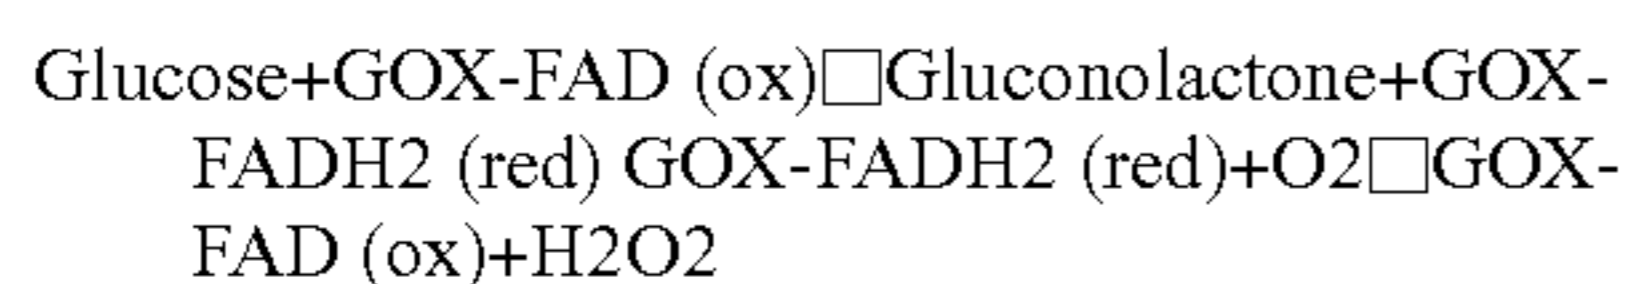 Glucose+GOX-FAD (ox)□Gluconolactone+GOX-
FADH2 (red) GOX-FADH2 (red)+O2□GOX-
FAD (ox)+H2O2